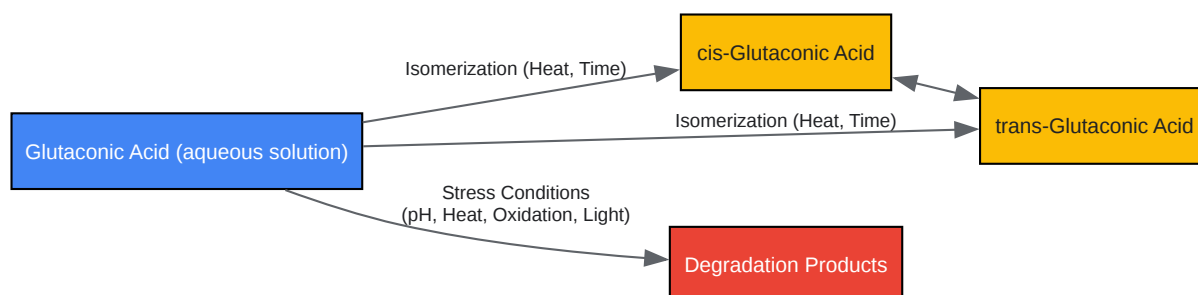 cis-Glutaconic Acid
Isomerization (Heat, Time)
Isomerization (Heat, Time)
trans-Glutaconic Acid
Glutaconic Acid (aqueous solution)
Stress Conditions
(pH, Heat, Oxidation, Light)
Degradation Products